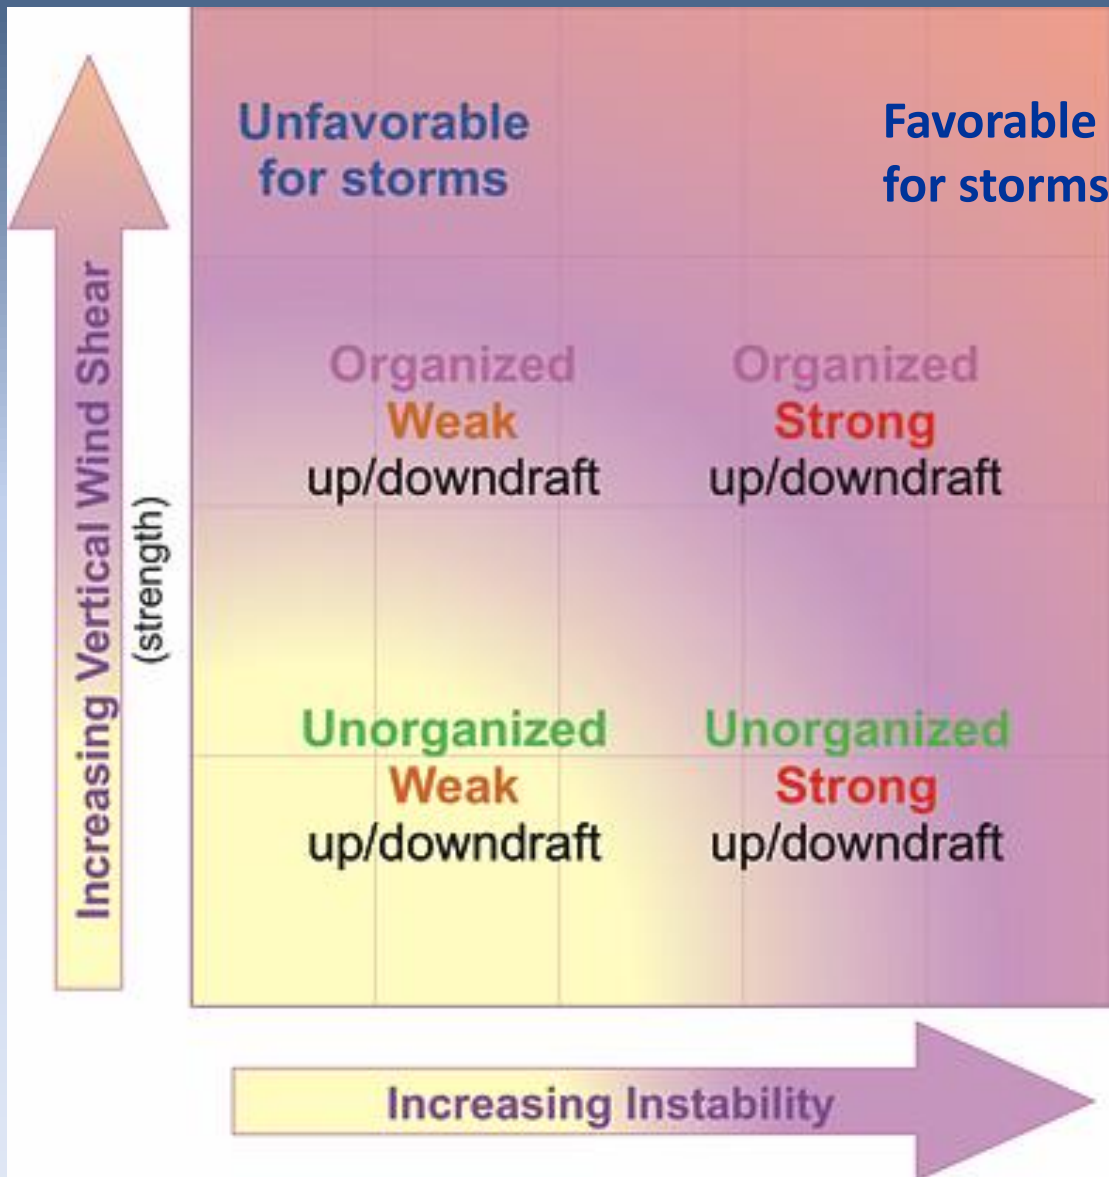 Unfavorable
for storms
Favorable
for storms
Organized
Weak
up/downdraft
Organized
Strong
up/downdraft
Increasing Vertical Wind Shear
(strength)
Unorganized
Weak
up/downdraft
Unorganized
Strong
up/downdraft
Increasing Instability